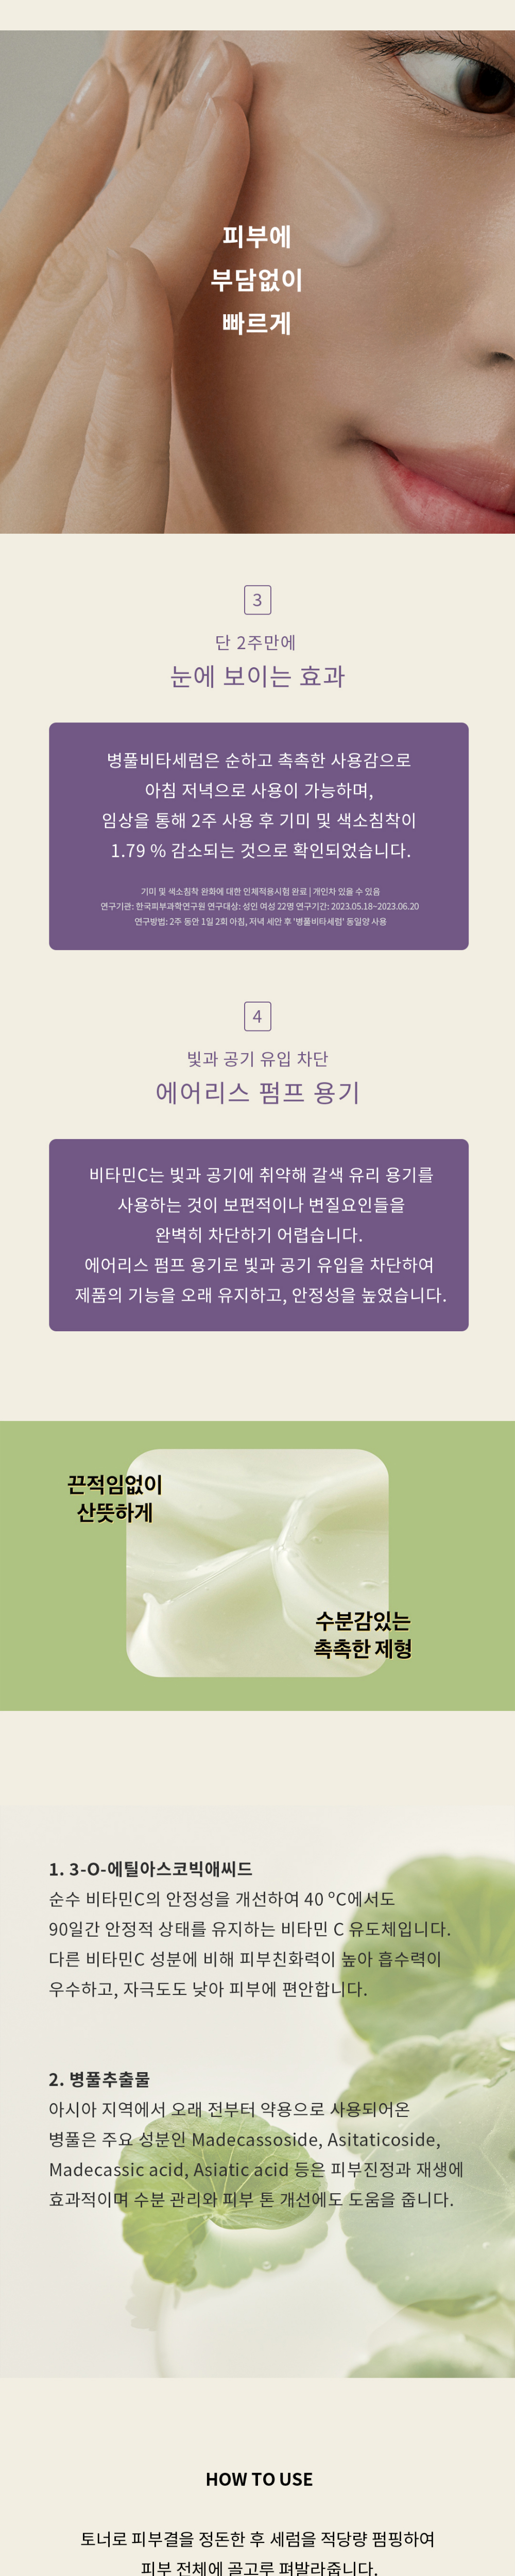 피부에
부담없이
빠르게
3
단 2주만에
눈에 보이는 효과
병풀비타세럼은 순하고 촉촉한 사용감으로
아침 저녁으로 사용이 가능하며,
임상을 통해 2주 사용 후 기미 및 색소침착이
1.79 % 감소되는 것으로 확인되었습니다.
기미 및 색소침착 완화에 대한 인체적용시험 완료 | 개인차 있을 수 있음
연구기관: 한국피부과학연구원 연구대상: 성인 여성 22명 연구기간: 2023.05.18~2023.06.20
연구방법: 2주 동안 1일 2회 아침, 저녁 세안 후 '병풀비타세럼' 동일양 사용
4
빛과 공기 유입 차단
에어리스 펌프 용기
비타민C는 빛과 공기에 취약해 갈색 유리 용기를
사용하는 것이 보편적이나 변질요인들을
완벽히 차단하기 어렵습니다.
에어리스 펌프 용기로 빛과 공기 유입을 차단하여
제품의 기능을 오래 유지하고, 안정성을 높였습니다.
끈적임없이
산뜻하게
수분감있는
촉촉한 제형
1. 3-O-에틸아스코빅애씨드
순수 비타민C의 안정성을 개선하여 40 ºC에서도
90일간 안정적 상태를 유지하는 비타민 C 유도체입니다.
다른 비타민C 성분에 비해 피부친화력이 높아 흡수력이
우수하고, 자극도도 낮아 피부에 편안합니다.
2. 병풀추출물
아시아 지역에서 오래 전부터 약용으로 사용되어온
병풀은 주요 성분인 Madecassoside, Asitaticoside,
Madecassic acid, Asiatic acid 등은 피부진정과 재생에
효과적이며 수분 관리와 피부 톤 개선에도 도움을 줍니다.
HOW TO USE
토너로 피부결을 정돈한 후 세럼을 적당량 펌핑하여
피부 전체에 골고루 펴발라줍니다.